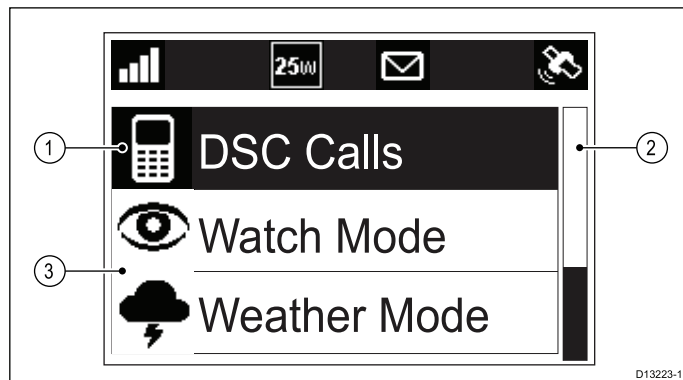 25W
1 DSC Calls 2
Watch Mode
3
Weather Mode
D13223-1